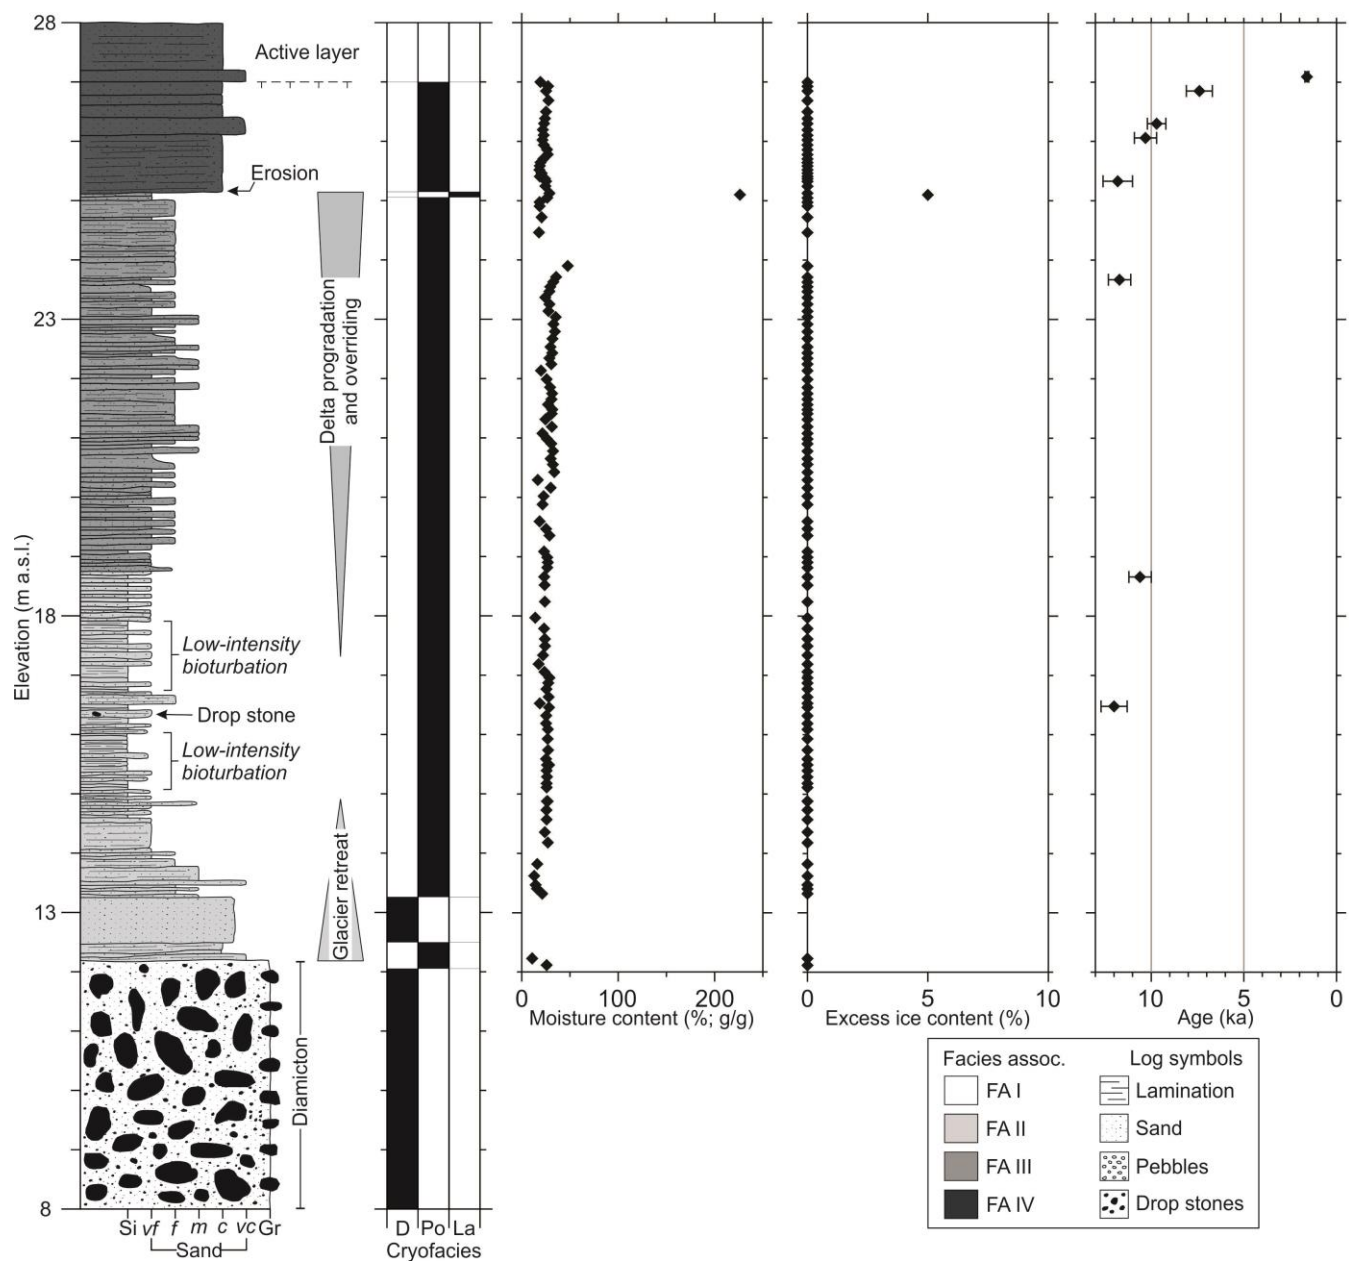 28
23
18
13
8
Elevation (m a.s.l.)
Active layer
Erosion
Delta progradation
and overriding
Low-intensity
bioturbation
Drop stone
Low-intensity
bioturbation
Glacier retreat
Diamicton
Si vf f m c vc Gr
Sand
D Po La
Cryofacies
0 100 200
Moisture content (%; g/g)
0 5 10
Excess ice content (%)
10 5 0
Age (ka)
Facies assoc.
FA I
FA II
FA III
FA IV
Log symbols
Lamination
Sand
Pebbles
Drop stones